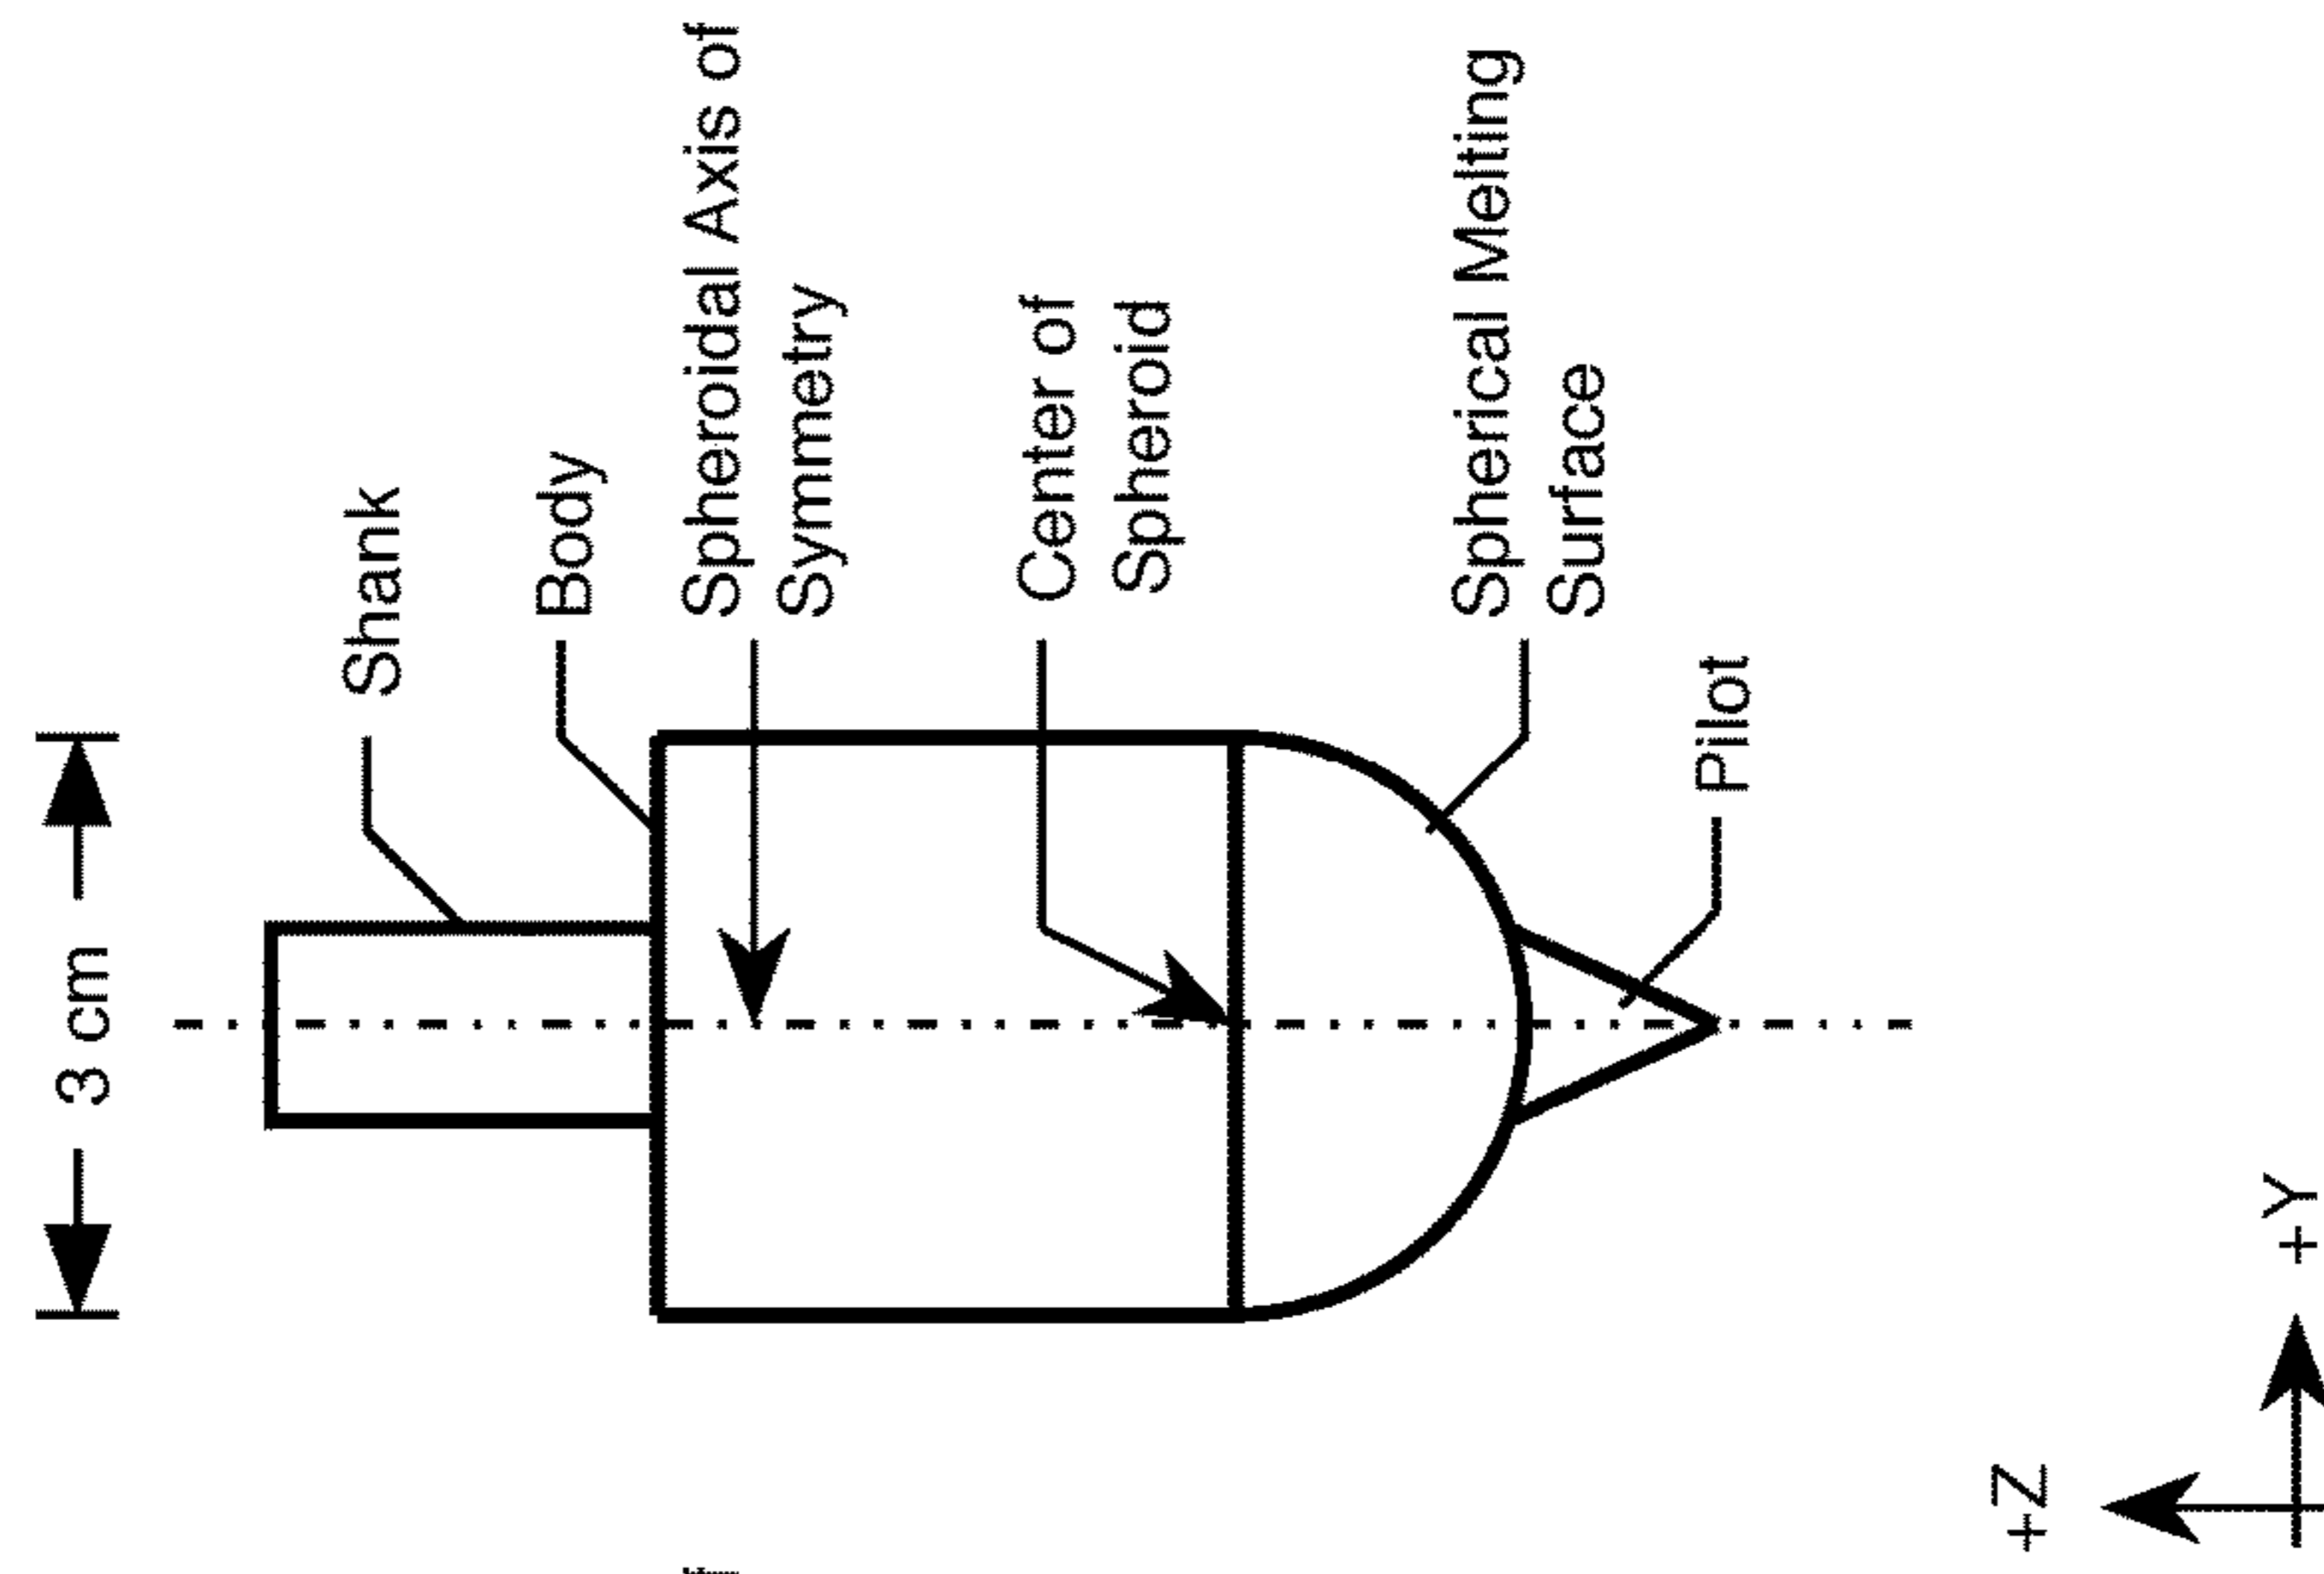 3 cm
Shank
Body
Spheroidal Axis of
Symmetry
Center of
Spheroid
Spherical Melting
Surface
Pilot
+Z
+Y